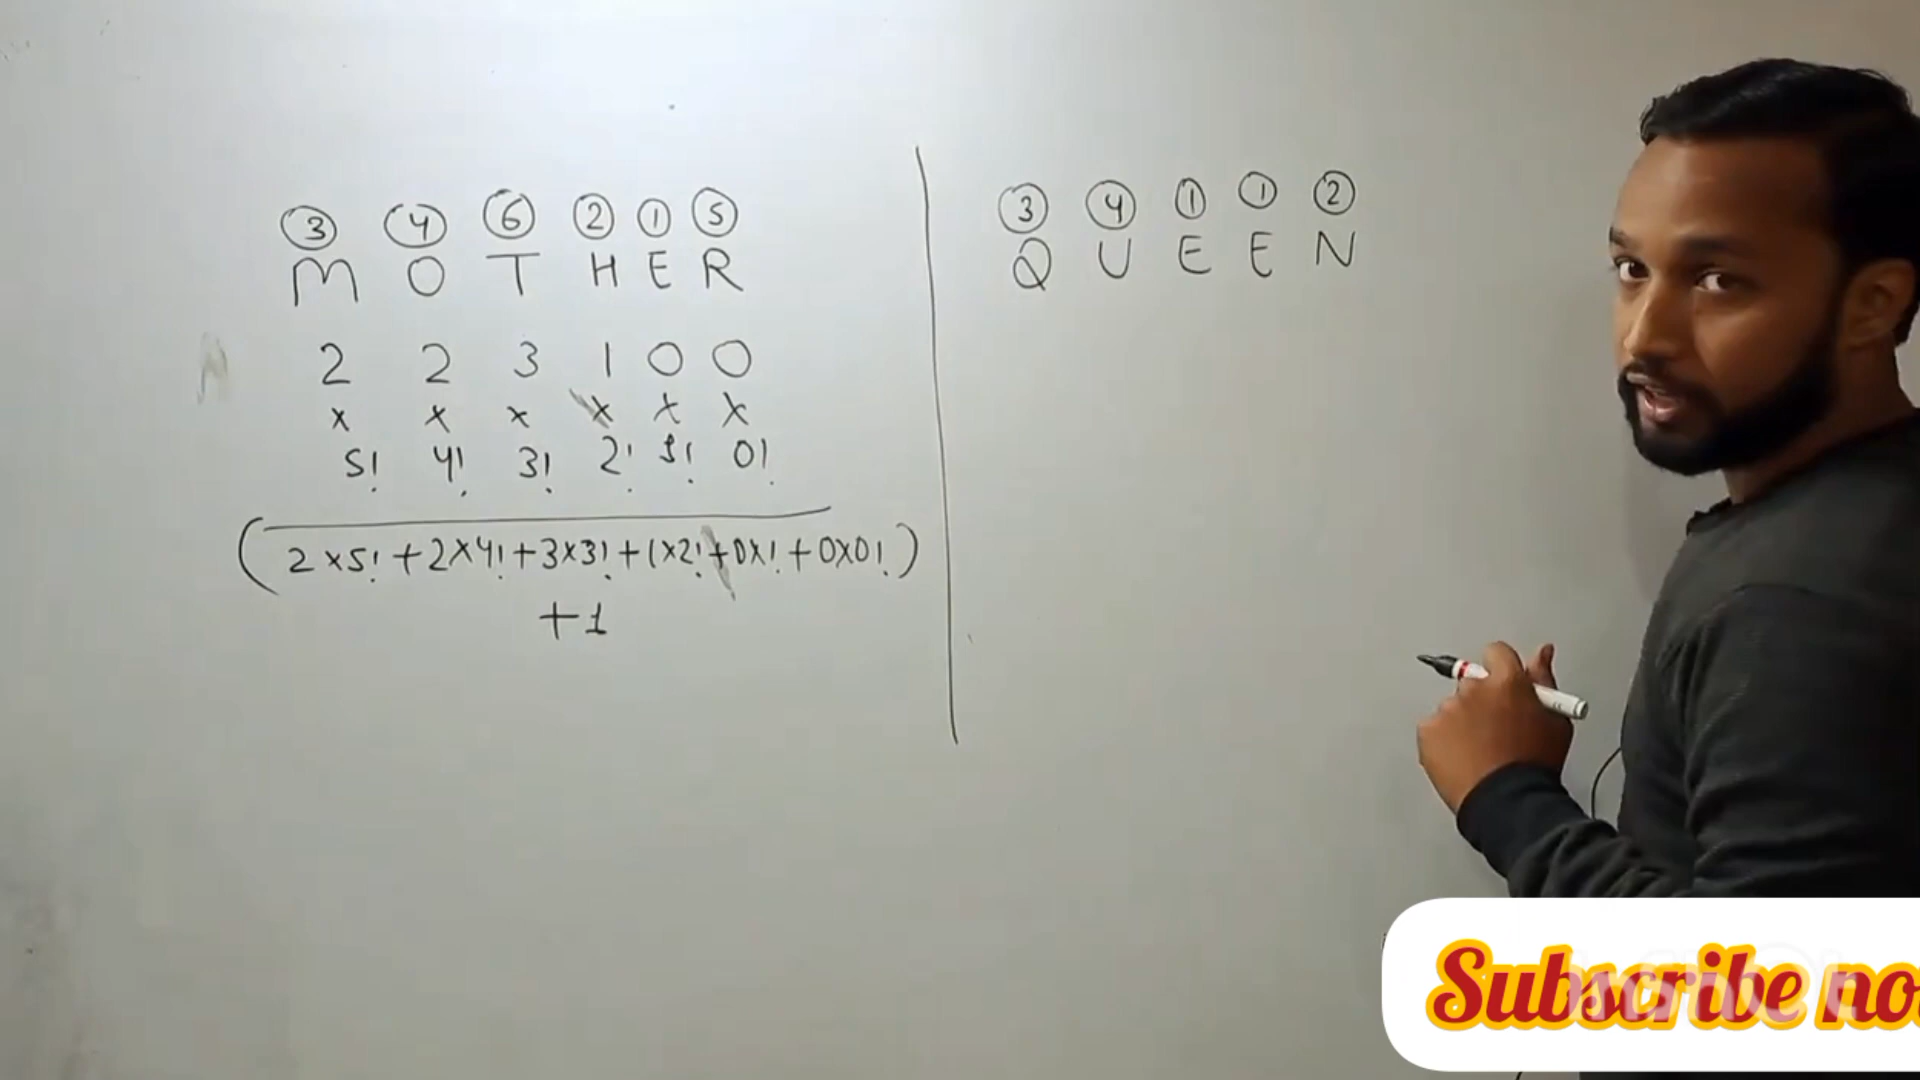 ③ ④ ⑥ ② ① ⑤
M O T H E R
2 2 3 1 0 0
x x x x x x
5! 4! 3! 2! 1! 0!
(2x5! + 2x4! + 3x3! + 1x2! + 0x! + 0x0!)
+1
③ ④ ① ① ②
Q U E E N
Subscribe no